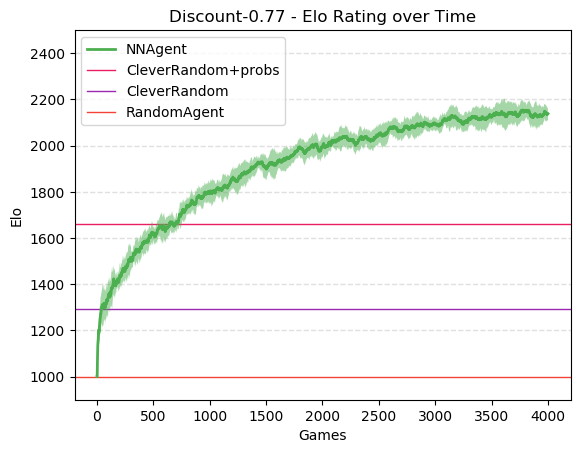 Discount-0.77 - Elo Rating over Time
NNAgent
CleverRandom+probs
CleverRandom
RandomAgent
Elo
2400
2200
2000
1800
1600
1400
1200
1000
0 500 1000 1500 2000 2500 3000 3500 4000
Games